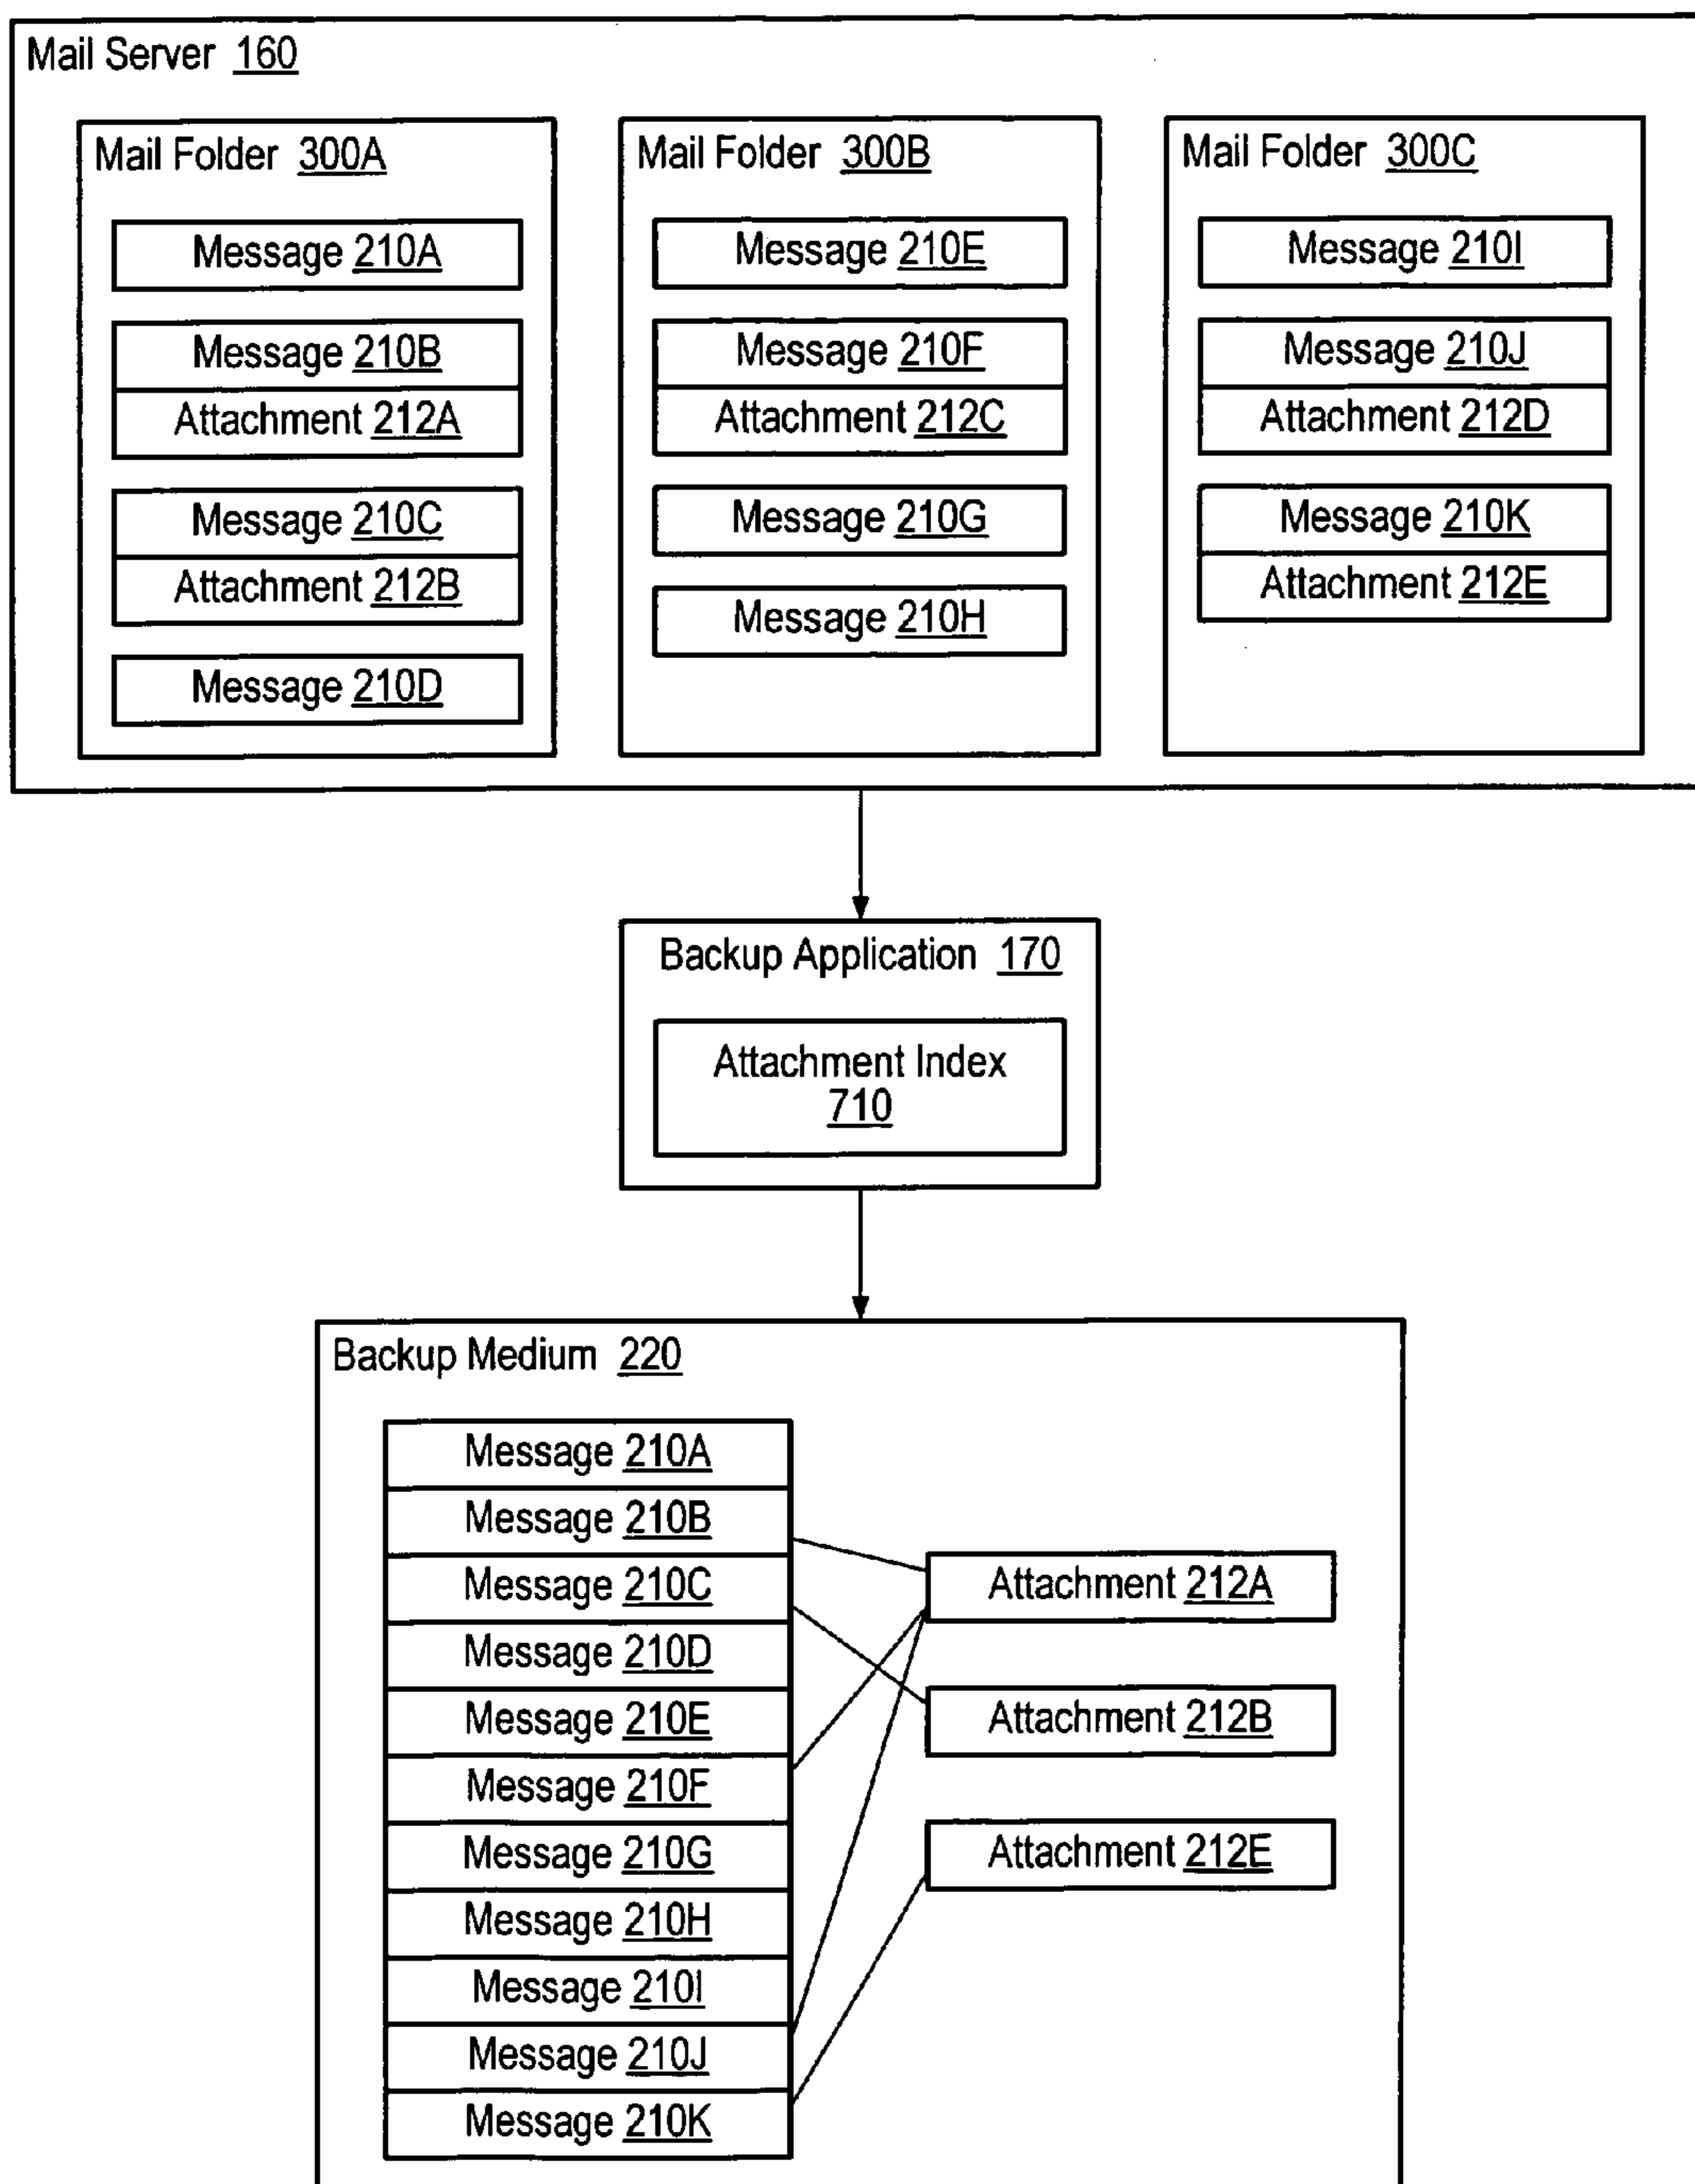 Mail Server 160
Mail Folder 300A
Message 210A
Message 210B
Attachment 212A
Message 210C
Attachment 212B
Message 210D
Mail Folder 300B
Message 210E
Message 210F
Attachment 212C
Message 210G
Message 210H
Mail Folder 300C
Message 210I
Message 210J
Attachment 212D
Message 210K
Attachment 212E
Backup Application 170
Attachment Index
710
Backup Medium 220
Message 210A
Message 210B
Message 210C
Message 210D
Message 210E
Message 210F
Message 210G
Message 210H
Message 210I
Message 210J
Message 210K
Attachment 212A
Attachment 212B
Attachment 212E